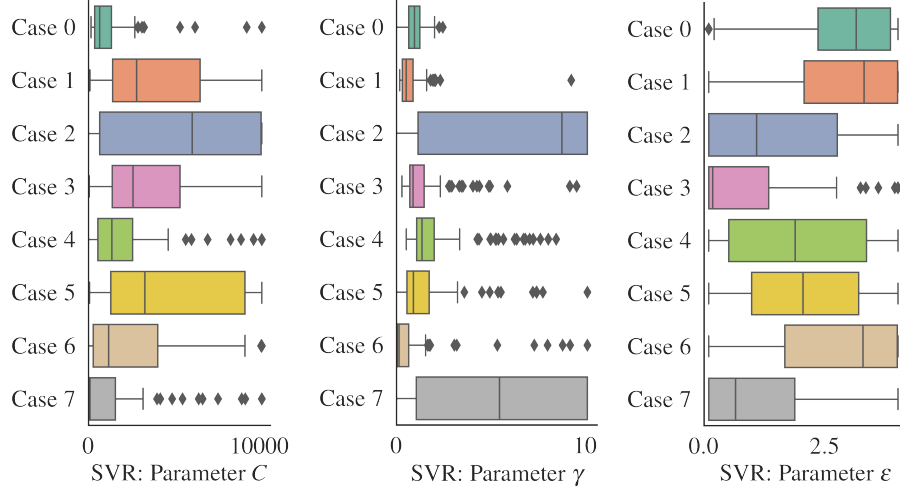 Case 0
Case 1
Case 2
Case 3
Case 4
Case 5
Case 6
Case 7
0 10000
SVR: Parameter C
Case 0
Case 1
Case 2
Case 3
Case 4
Case 5
Case 6
Case 7
0 10
SVR: Parameter γ
Case 0
Case 1
Case 2
Case 3
Case 4
Case 5
Case 6
Case 7
0.0 2.5
SVR: Parameter ε